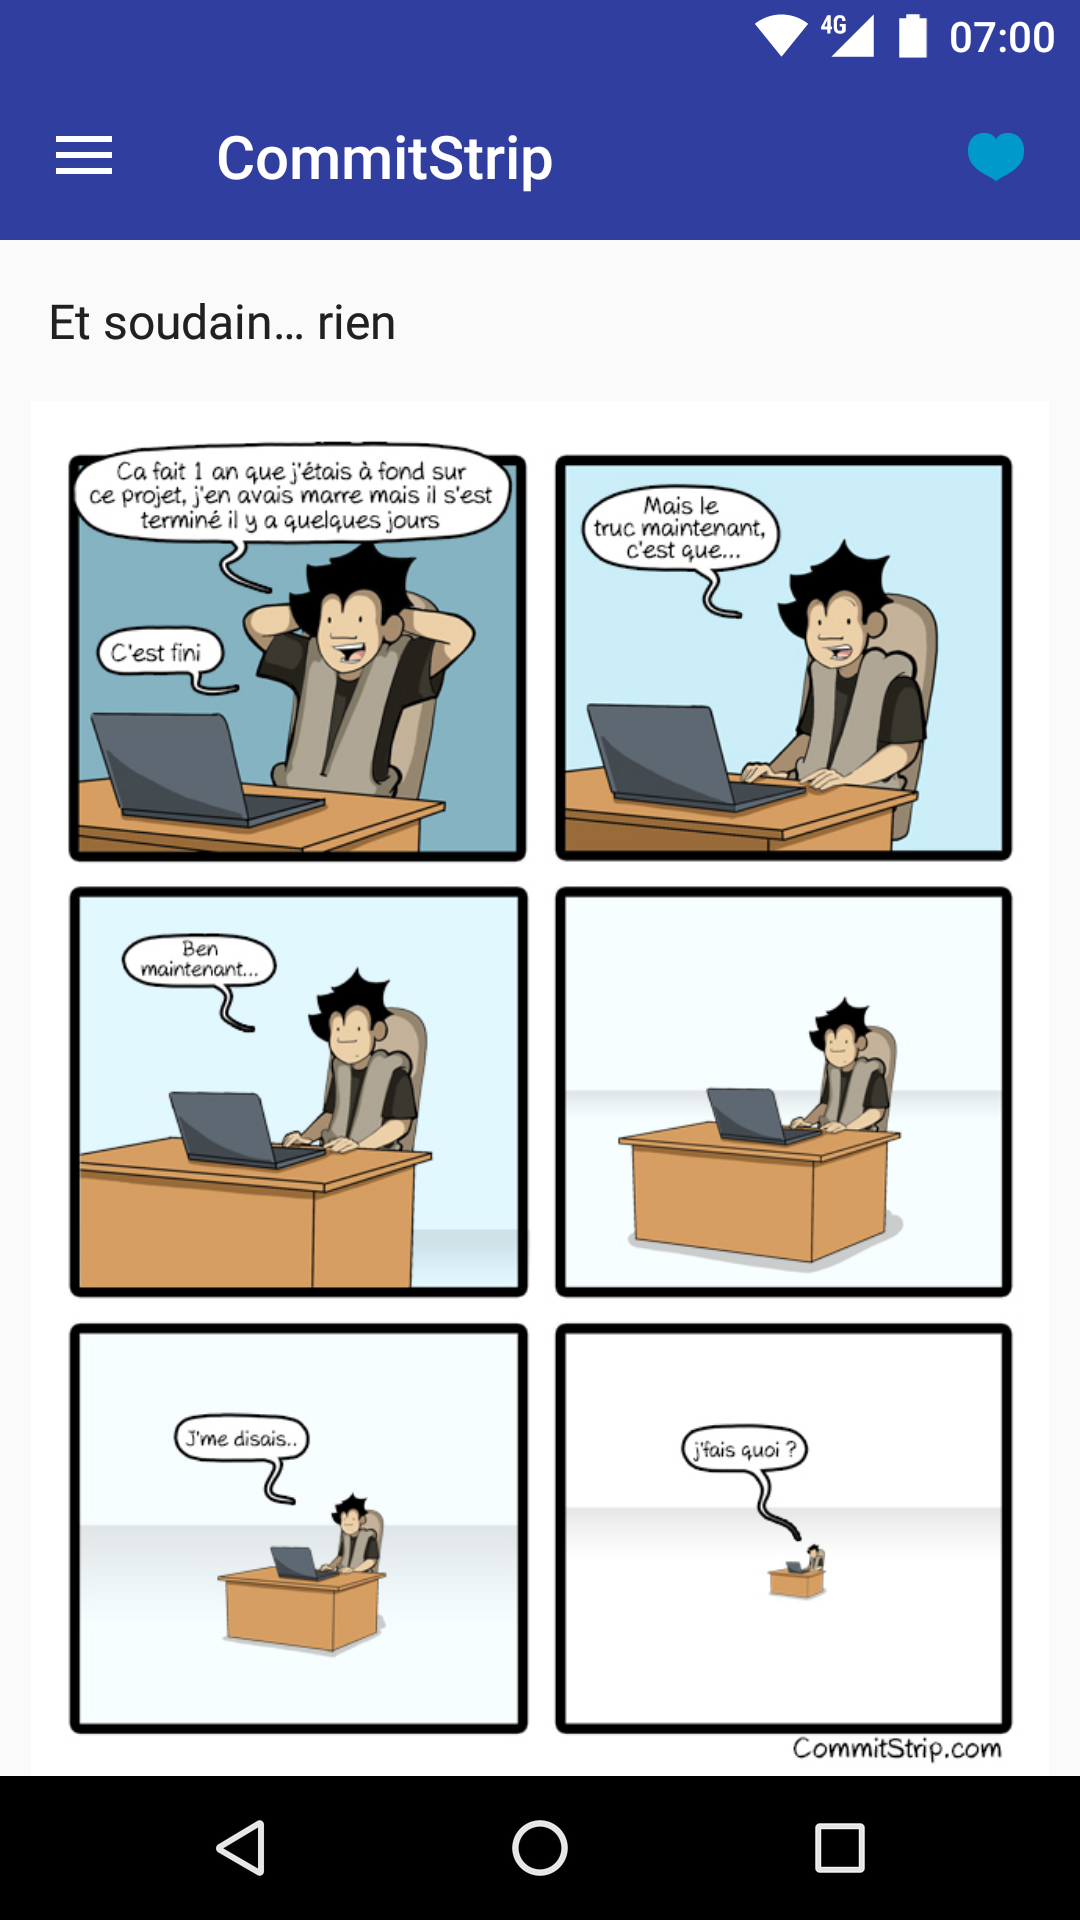 4G 07:00
CommitStrip
Et soudain... rien
Ca fait 1 an que j'étais à fond sur
ce projet, j'en avais marre mais il s'est
terminé il y a quelques jours
C'est fini
Mais le
truc maintenant,
c'est que...
Ben
maintenant...
J'me disais..
j'fais quoi ?
CommitStrip.com